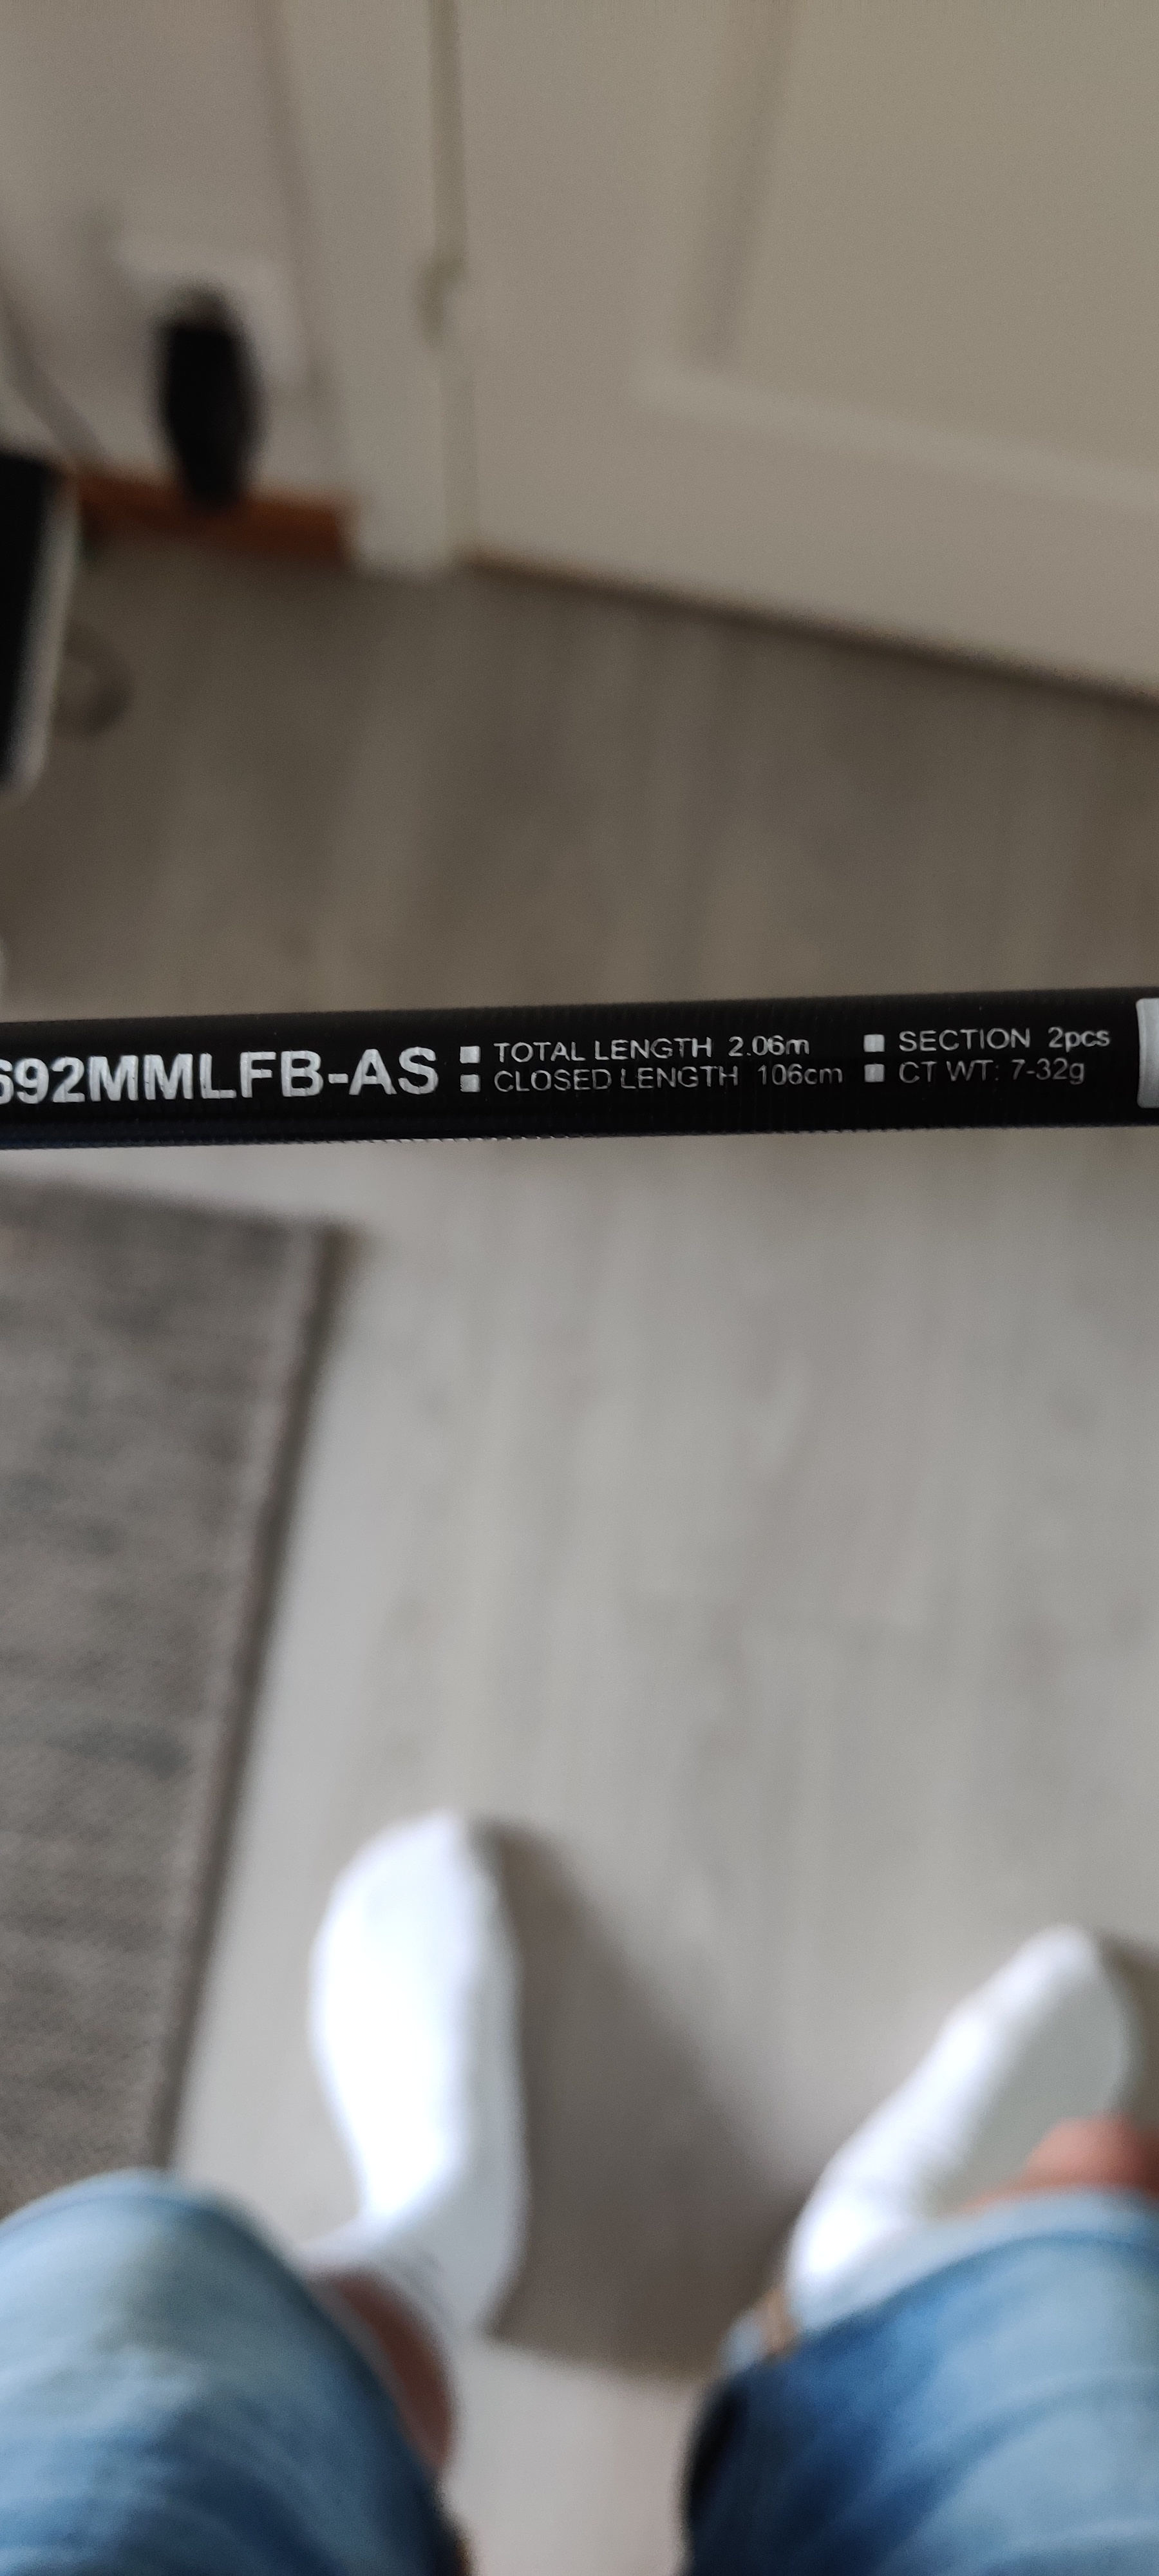 692MMLFB-AS
TOTAL LENGTH 2.06m
CLOSED LENGTH 106cm
SECTION 2pcs
CT WT: 7-32g